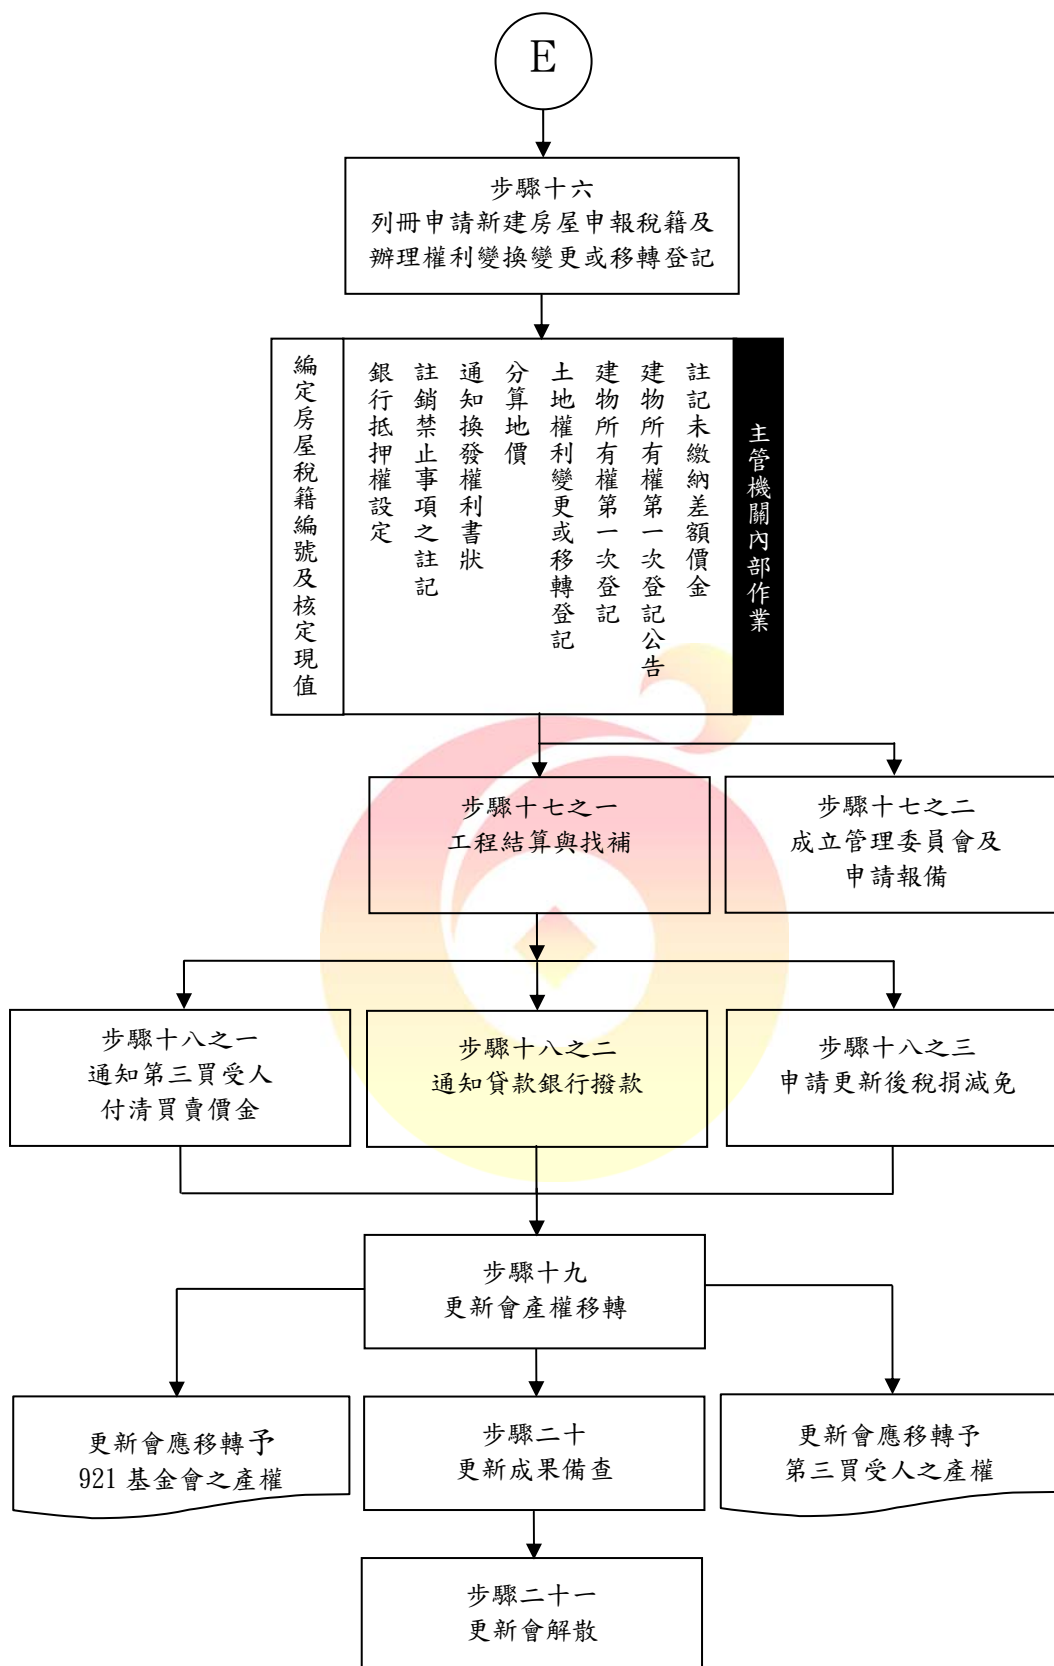 E
步驟十六
列冊申請新建房屋申報稅籍及
辦理權利變換變更或移轉登記
主管機關內部作業
註記未繳納差額價金
建物所有權第一次登記公告
建物所有權第一次登記
土地權利變更或移轉登記
分算地價
通知換發權利書狀
註銷禁止事項之註記
銀行抵押權設定
編定房屋稅籍編號及核定現值
步驟十七之一
工程結算與找補
步驟十七之二
成立管理委員會及
申請報備
步驟十八之一
通知第三買受人
付清買賣價金
步驟十八之二
通知貸款銀行撥款
步驟十八之三
申請更新後稅捐減免
步驟十九
更新會產權移轉
更新會應移轉予
921 基金會之產權
步驟二十
更新成果備查
更新會應移轉予
第三買受人之產權
步驟二十一
更新會解散